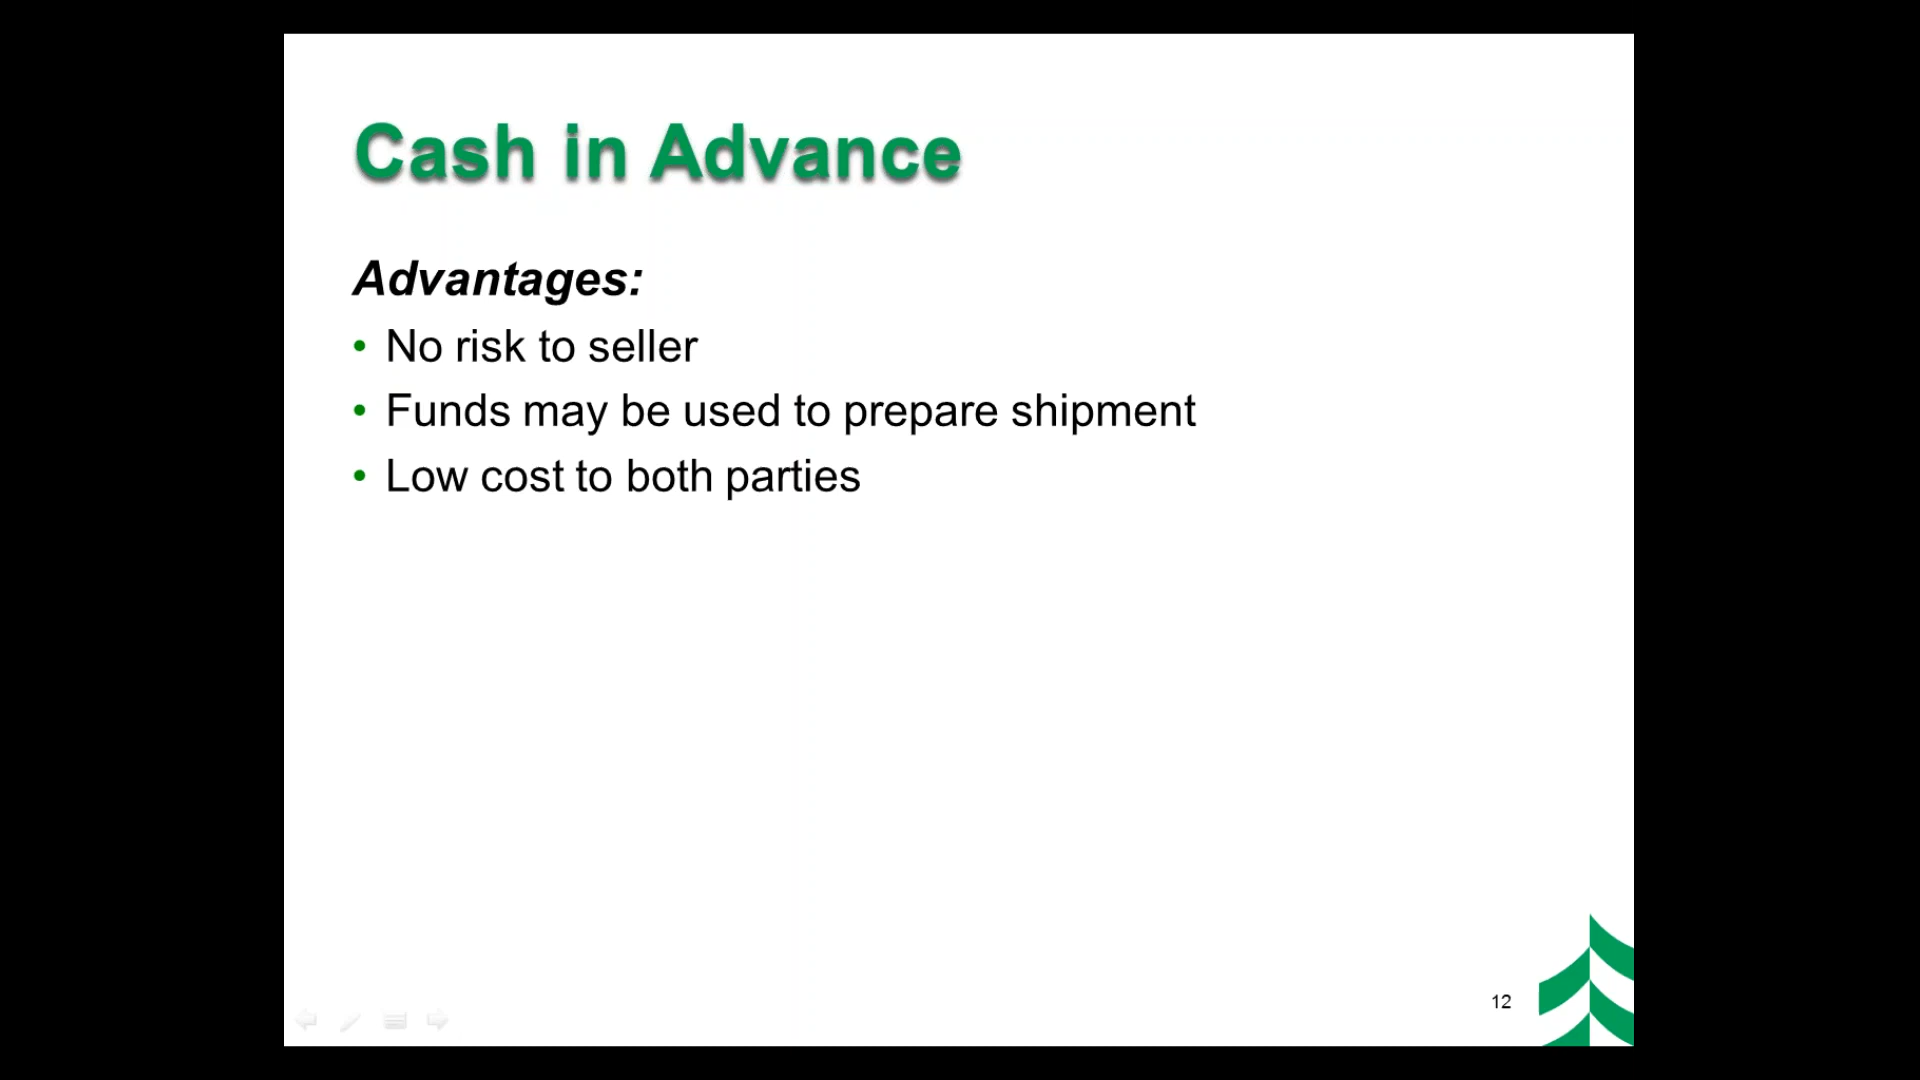 Cash in Advance
Advantages:
• No risk to seller
• Funds may be used to prepare shipment
• Low cost to both parties
12